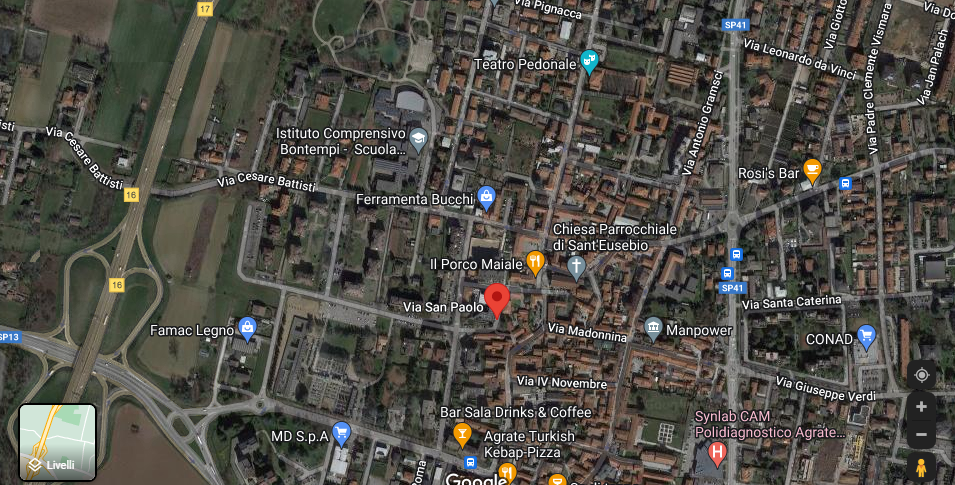 17
Via Pignacca
SP41
Via Do
Via Giotto
Via Padre Clemente Vismara
Via Jani Palach
Via Leonardo da Vinci
Teatro Pedonale
Via Antonio Gramsci
isti
Via Cesare Battisti
Istituto Comprensivo
Bontempi - Scuola...
Rosi's Bar
Via Cesare Battisti
16
Ferramenta Bucchi
Chiesa Parrocchiale
di Sant'Eusebio
Il Porco Maiale
16
SP41
Via San Paolo
Via Santa Caterina
Famac Legno
Via Madonnina
Manpower
SP13
CONAD
Via IV Novembre
Via Giuseppe Verdi
Bar Sala Drinks & Coffee
Synlab CAM
Polidiagnostico Agrate...
MD S.p.A
Agrate Turkish
Kebap-Pizza
H
Livelli
Roma
Google